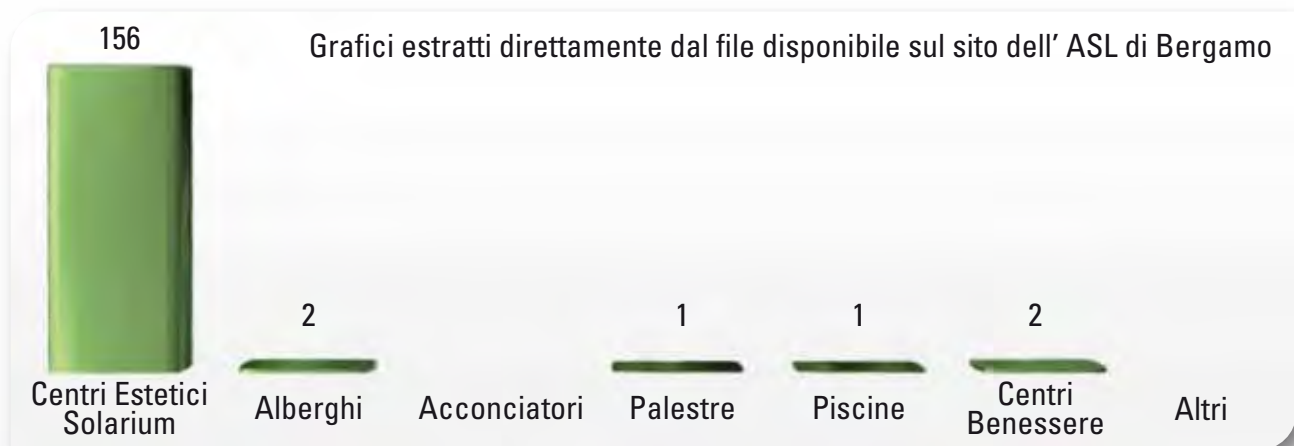 156
Grafici estratti direttamente dal file disponibile sul sito dell' ASL di Bergamo
2
1
1
2
Centri Estetici
Solarium
Alberghi
Acconciatori
Palestre
Piscine
Centri
Benessere
Altri